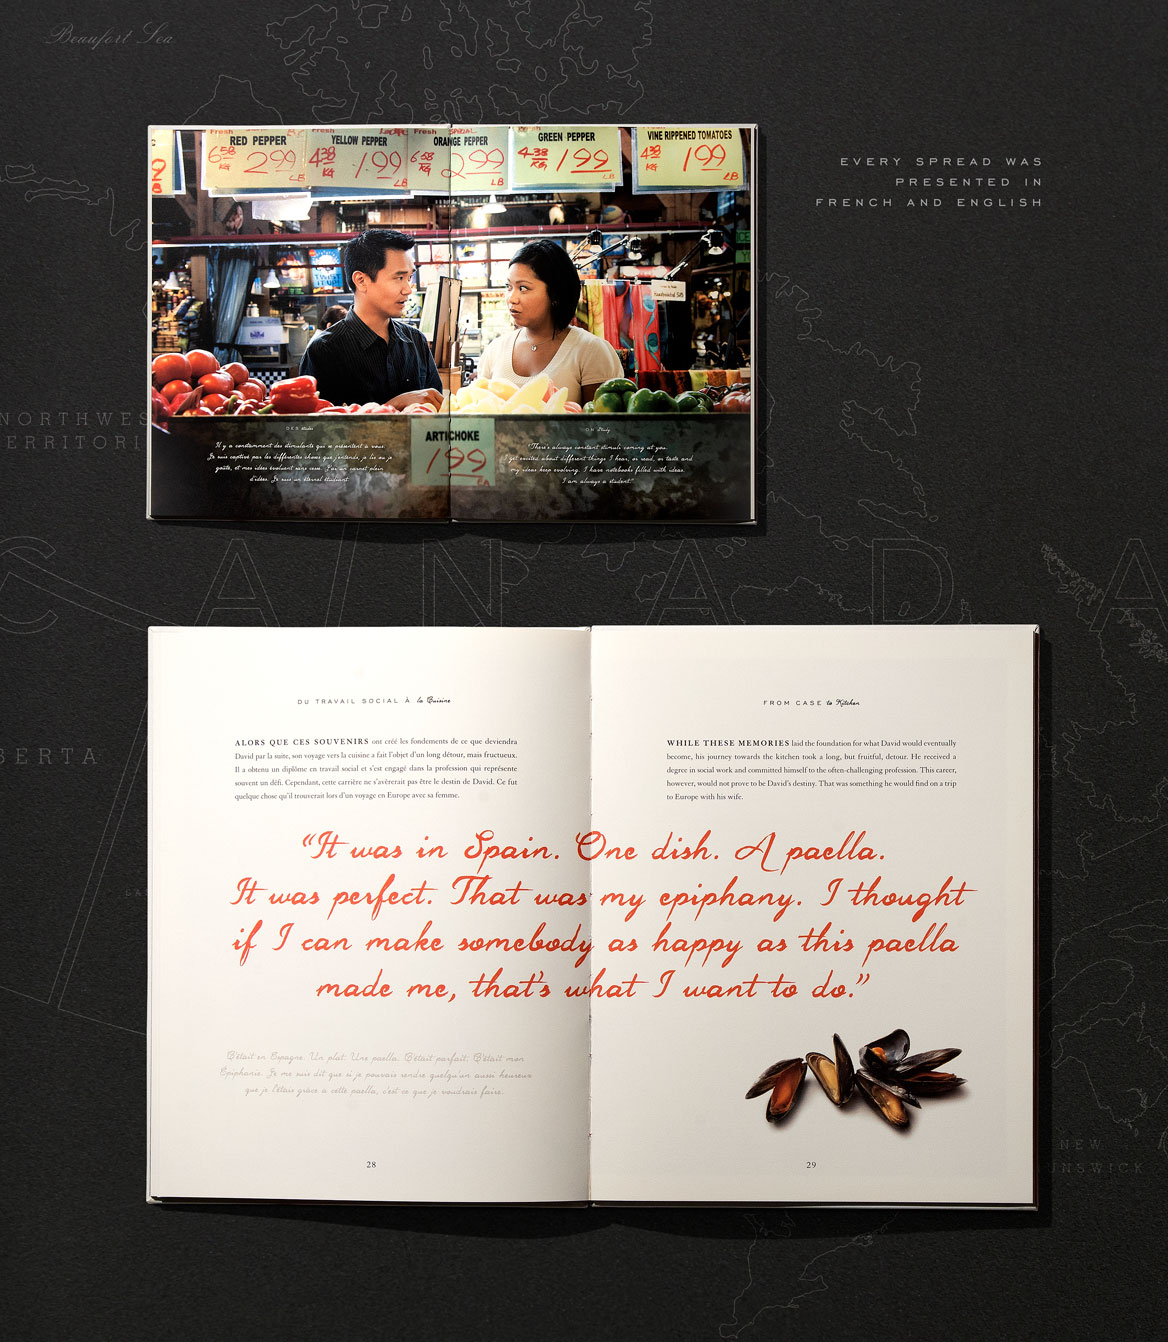 Beaufort Sea
EVERY SPREAD WAS
PRESENTED IN
FRENCH AND ENGLISH
Fresh
RED PEPPER
6.58 KG 2.99 LB
YELLOW PEPPER
4.38 KG 1.99 LB
Fresh SPECIAL
ORANGE PEPPER
6.58 KG 2.99 LB
GREEN PEPPER
4.38 KG 1.99 LB
VINE RIPPENED TOMATOES
4.38 KG 1.99 LB
ARTICHOKE
1.99
EA
DES études
Il y a constamment des stimulants qui se présentent à vous.
Je suis captivé par les différentes choses que j'entends, je lis ou je
goûte, et mes idées évoluent sans cesse. J'ai un carnet plein
d'idées. Je suis un éternel étudiant.
ON Study
"There's always constant stimuli coming at you.
I get excited about different things I hear, or read, or taste and
my ideas keep evolving. I have notebooks filled with ideas.
I am always a student."
NORTHWES
ERRITORI
CANADA
BERTA
DU TRAVAIL SOCIAL À la Cuisine
ALORS QUE CES SOUVENIRS ont créé les fondements de ce que deviendra
David par la suite, son voyage vers la cuisine a fait l'objet d'un long détour, mais fructueux.
Il a obtenu un diplôme en travail social et s'est engagé dans la profession qui représente
souvent un défi. Cependant, cette carrière ne s'avèrerait pas être le destin de David. Ce fut
quelque chose qu'il trouverait lors d'un voyage en Europe avec sa femme.
FROM CASE to Kitchen
WHILE THESE MEMORIES laid the foundation for what David would eventually
become, his journey towards the kitchen took a long, but fruitful, detour. He received a
degree in social work and committed himself to the often-challenging profession. This career,
however, would not prove to be David's destiny. That was something he would find on a trip
to Europe with his wife.
"It was in Spain. One dish. A paella.
It was perfect. That was my epiphany. I thought
if I can make somebody as happy as this paella
made me, that's what I want to do."
C'était en Espagne. Un plat. Une paella. C'était parfait. C'était mon
Epiphanie. Je me suis dit que si je pouvais rendre quelqu'un aussi heureux
que je l'étais grâce à cette paella, c'est ce que je voudrais faire.
28
29
NEW
UNSWICK